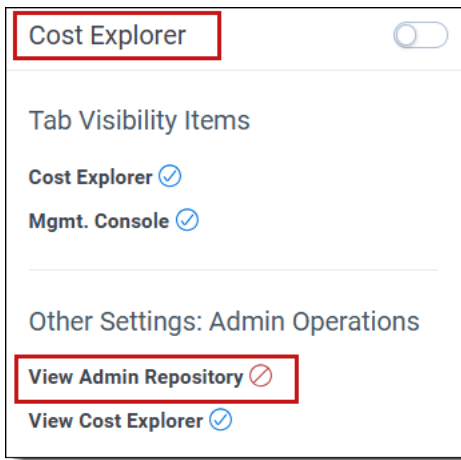 Cost Explorer
Tab Visibility Items
Cost Explorer
Mgmt. Console
Other Settings: Admin Operations
View Admin Repository
View Cost Explorer